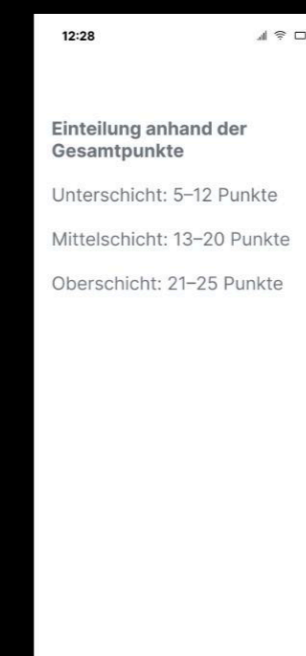 12:28
Einteilung anhand der
Gesamtpunkte
Unterschicht: 5–12 Punkte
Mittelschicht: 13–20 Punkte
Oberschicht: 21–25 Punkte